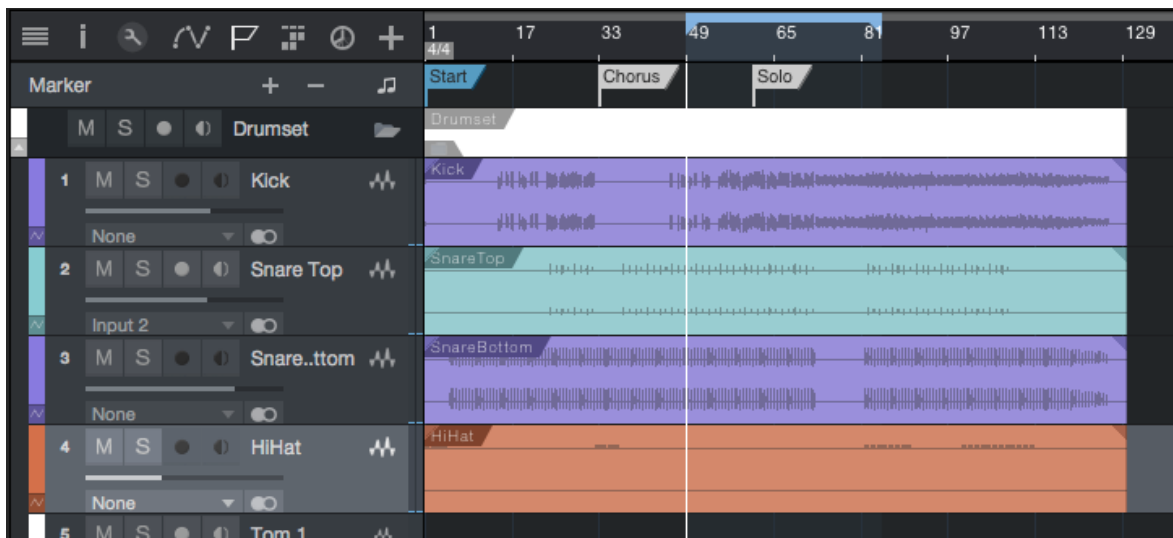 i 1 17 33 49 65 81 97 113 129
4/4
Marker + − Start Chorus Solo
M S Drumset Drumset
1 M S Kick Kick
None
2 M S Snare Top SnareTop
Input 2
3 M S Snare..ttom SnareBottom
None
4 M S HiHat HiHat
None
5 M S Tom 1